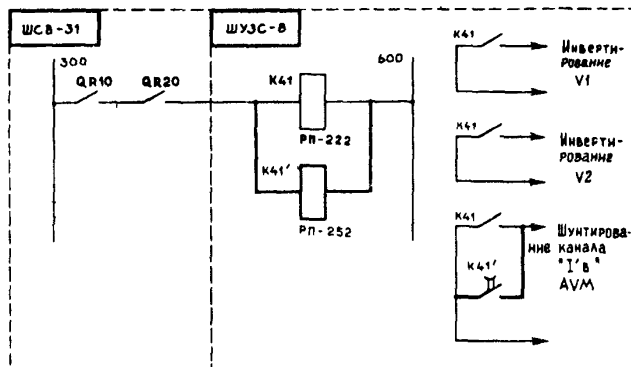 ШСВ-31
ШУЗС-8
300
QR10
QR20
К41
600
РП-222
К41'
РП-252
К41
Инверти-
рование
V1
К41
Инверти-
рование
V2
К41
Шунтирова-
ние канала
"I'в"
AVM
К41'